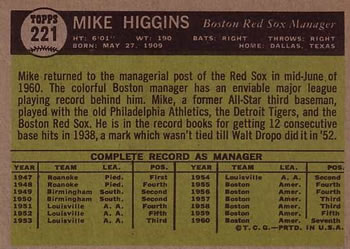 TOPPS
221
MIKE HIGGINS
Boston Red Sox Manager
HT: 6'01" WT: 190 BATS: RIGHT THROWS: RIGHT
BORN: MAY 27, 1909 HOME: DALLAS, TEXAS
Mike returned to the managerial post of the Red Sox in mid-June of
1960. The colorful Boston manager has an enviable major league
playing record behind him. Mike, a former All-Star third baseman,
played with the old Philadelphia Athletics, the Detroit Tigers, and the
Boston Red Sox. He is in the record books for getting 12 consecutive
base hits in 1938, a mark which wasn't tied till Walt Dropo did it in '52.
COMPLETE RECORD AS MANAGER
YEAR TEAM LEA. POSITION YEAR TEAM LEA. POSITION
1947 Roanoke Pied. First 1954 Louisville A. A. Second
1948 Roanoke Pied. Fourth 1955 Boston Amer. Fourth
1949 Birmingham South. Second 1956 Boston Amer. Fourth
1950 Birmingham South. Second 1957 Boston Amer. Third
1951 Louisville A. A. Fourth 1958 Boston Amer. Third
1952 Louisville A. A. Fifth 1959 Boston Amer. Fifth
1953 Louisville A. A. Third 1960 Boston Amer. Seventh
© T.C.G.—PRTD. IN U.S.A.